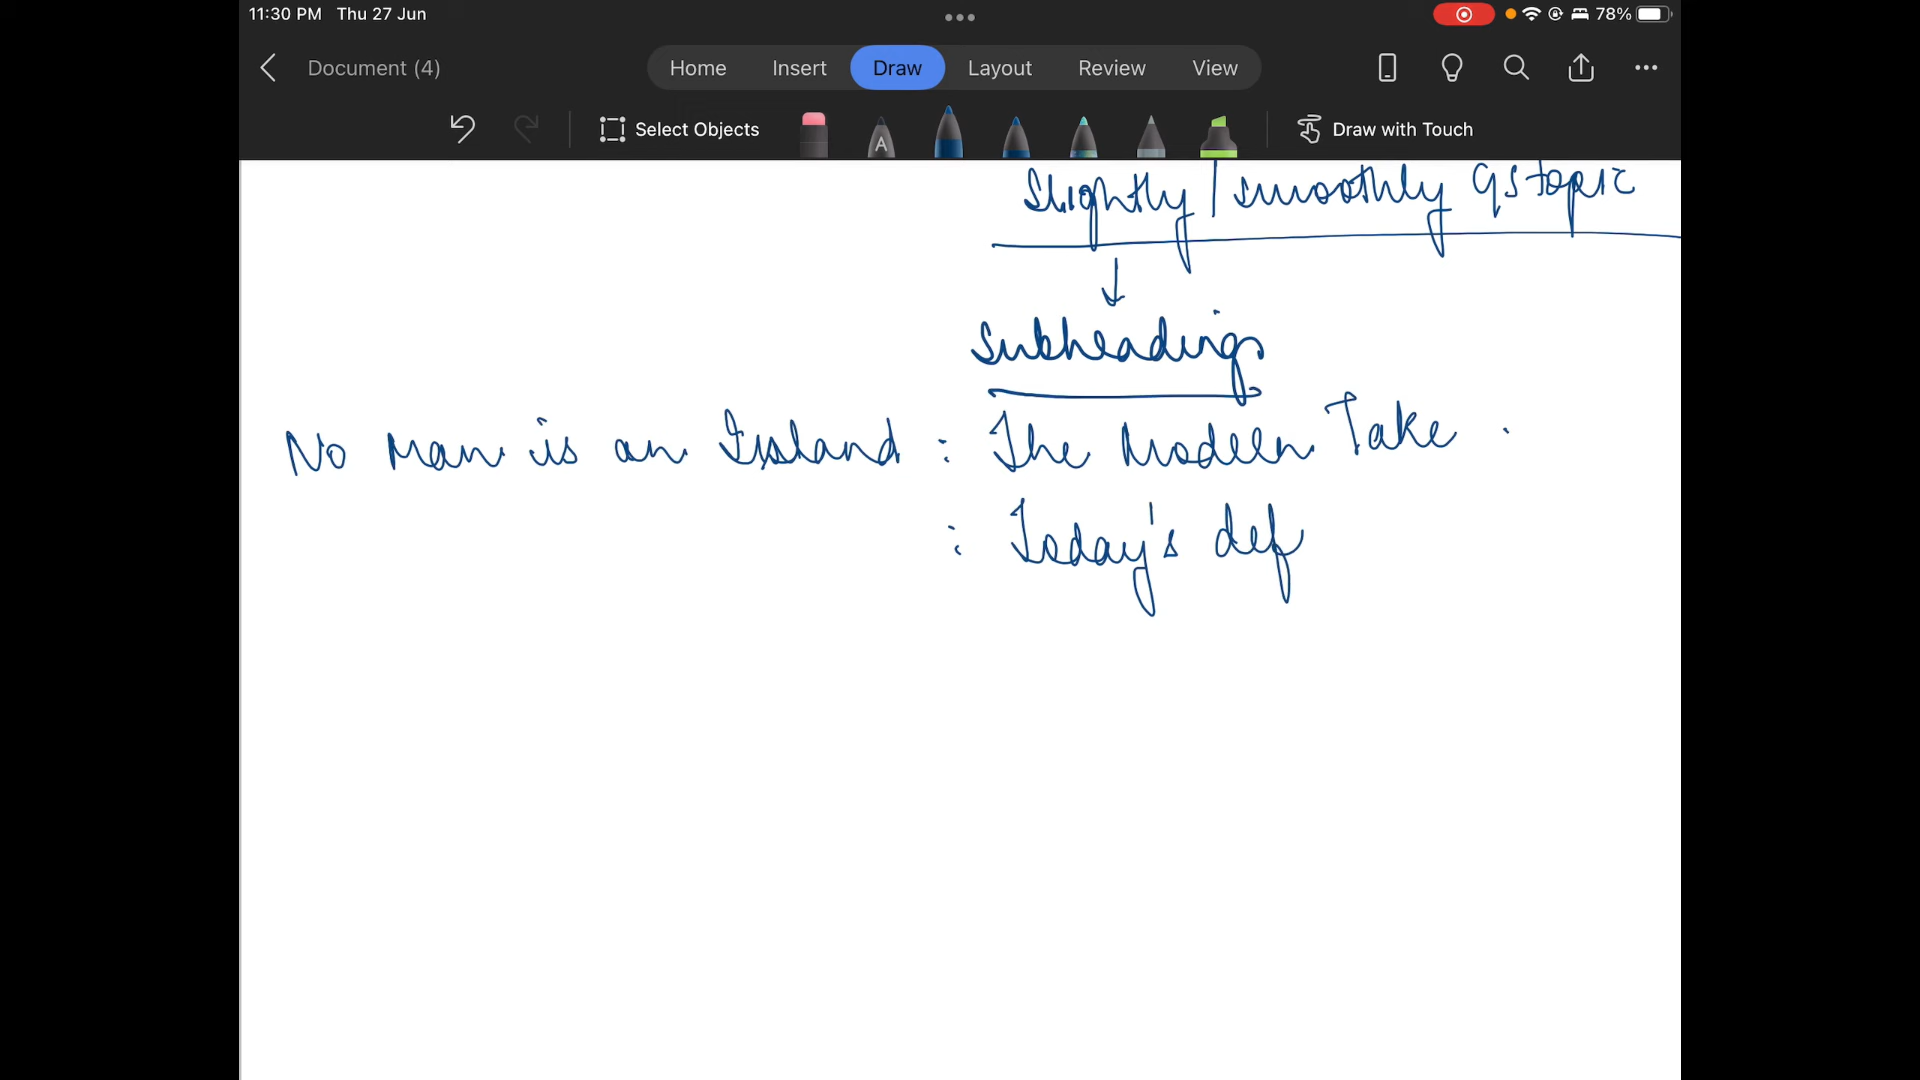 11:30 PM Thu 27 Jun
78%
Document (4)
Home Insert Draw Layout Review View
Select Objects
A
Draw with Touch
Slightly / smoothly GS topic
↓
Subheadings
No Man is an Island : The Modern Take .
: Today's def